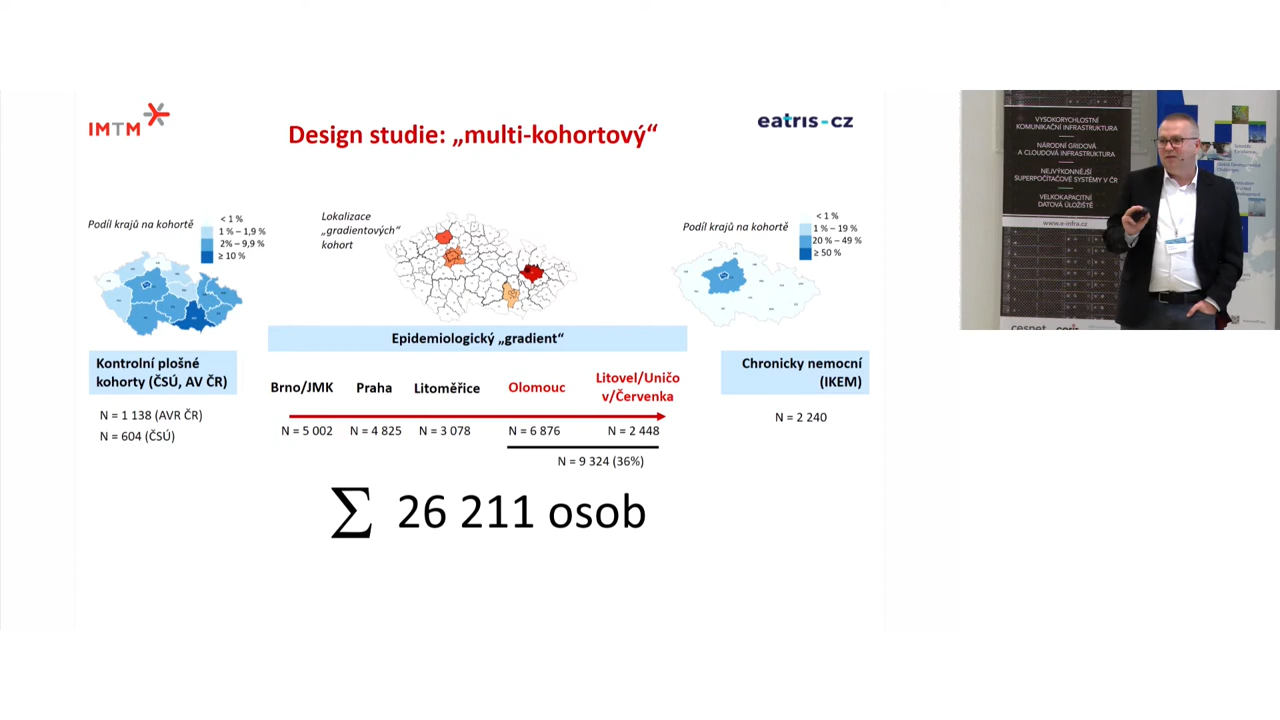 IMTM
Design studie: „multi-kohortový“
eatris-cz
Podíl krajů na kohortě
< 1 %
1 % – 1,9 %
2% – 9,9 %
≥ 10 %
Lokalizace
„gradientových“
kohort
Podíl krajů na kohortě
< 1 %
1 % – 19 %
20 % – 49 %
≥ 50 %
Epidemiologický „gradient“
Kontrolní plošné
kohorty (ČSÚ, AV ČR)
N = 1 138 (AVR ČR)
N = 604 (ČSÚ)
Brno/JMK
Praha
Litoměřice
Olomouc
Litovel/Uničo
v/Červenka
N = 5 002
N = 4 825
N = 3 078
N = 6 876
N = 2 448
N = 9 324 (36%)
Chronicky nemocní
(IKEM)
N = 2 240
∑ 26 211 osob
VYSOKORYCHLOSTNÍ
KOMUNIKAČNÍ INFRASTRUKTURA
NÁRODNÍ GRIDOVÁ
A CLOUDOVÁ INFRASTRUKTURA
NEJVÝKONNĚJŠÍ
SUPERPOČÍTAČOVÉ SYSTÉMY V ČR
VELKOKAPACITNÍ
DATOVÁ ÚLOŽIŠTĚ
www.e-infra.cz
cesnet